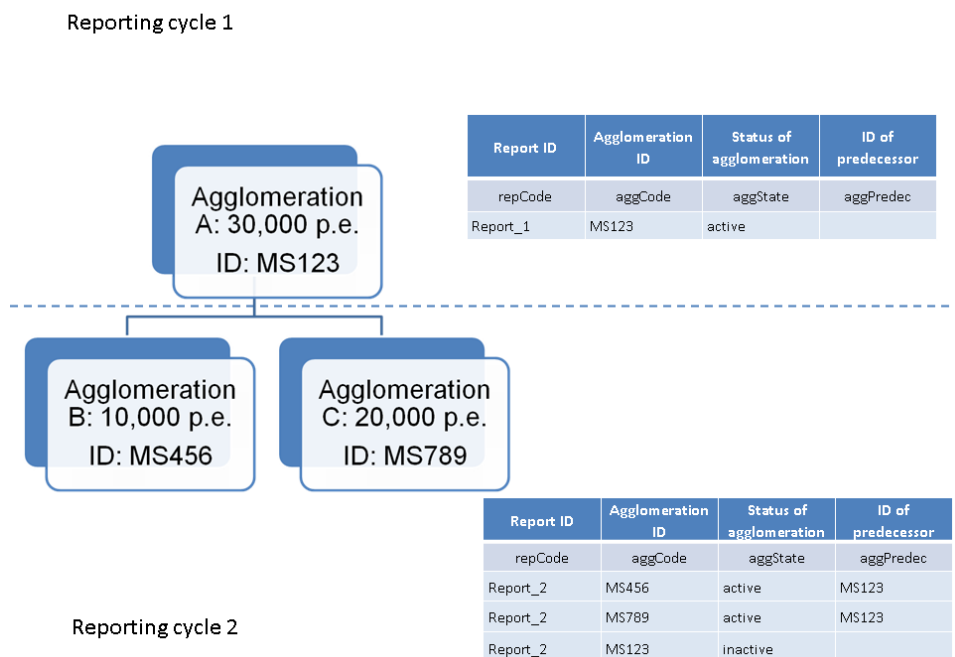 Reporting cycle 1
Report ID
Agglomeration
ID
Status of
agglomeration
ID of
predecessor
repCode aggCode aggState aggPredec
Report_1 MS123 active
Agglomeration
A: 30,000 p.e.
ID: MS123
Agglomeration
B: 10,000 p.e.
ID: MS456
Agglomeration
C: 20,000 p.e.
ID: MS789
Report ID
Agglomeration
ID
Status of
agglomeration
ID of
predecessor
repCode aggCode aggState aggPredec
Report_2 MS456 active MS123
Report_2 MS789 active MS123
Report_2 MS123 inactive
Reporting cycle 2